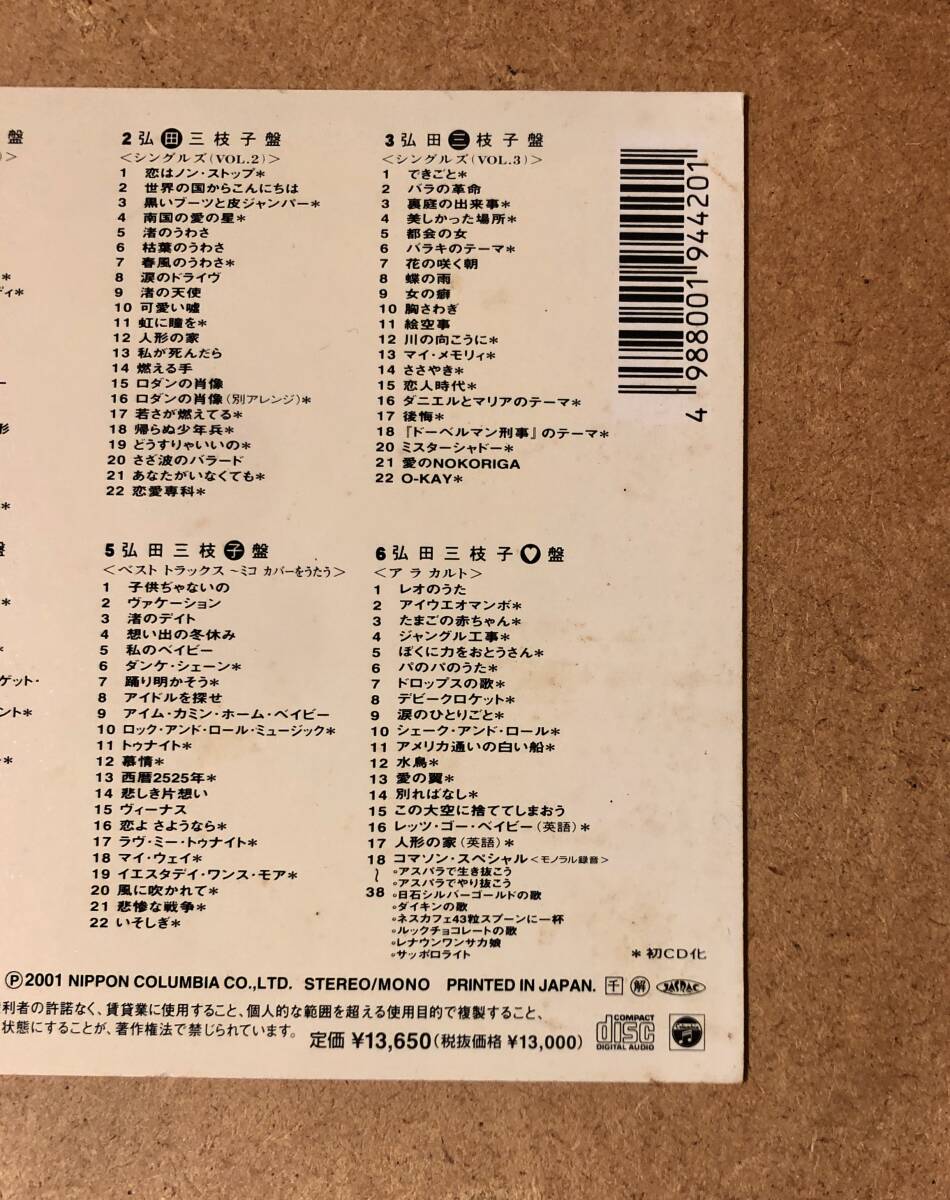 盤
2 弘田三枝子盤
<シングルズ(VOL.2)>
1 恋はノン・ストップ*
2 世界の国からこんにちは
3 黒いブーツと皮ジャンパー*
4 南国の愛の星*
5 渚のうわさ
6 枯葉のうわさ
7 春風のうわさ*
8 涙のドライヴ
9 渚の天使
10 可愛い嘘
11 虹に瞳を*
12 人形の家
13 私が死んだら
14 燃える手
15 ロダンの肖像
16 ロダンの肖像(別アレンジ)*
17 若さが燃えてる*
18 帰らぬ少年兵*
19 どうすりゃいいの*
20 さざ波のバラード
21 あなたがいなくても*
22 恋愛専科*
3 弘田三枝子盤
<シングルズ(VOL.3)>
1 できごと*
2 バラの革命
3 裏庭の出来事*
4 美しかった場所*
5 都会の女
6 バラキのテーマ*
7 花の咲く朝
8 蝶の雨
9 女の癖
10 胸さわぎ
11 絵空事
12 川の向こうに*
13 マイ・メモリィ*
14 ささやき*
15 恋人時代*
16 ダニエルとマリアのテーマ*
17 後悔*
18 『ドーベルマン刑事』のテーマ*
20 ミスターシャドー*
21 愛のNOKORIGA
22 O-KAY*
4 988001 944201
*
ディ*
ー
形
*
*
ゲット・
ント*
*
5 弘田三枝子盤
<ベスト トラックス ~ミコ カバーをうたう>
1 子供ぢゃないの
2 ヴァケーション
3 渚のデイト
4 想い出の冬休み
5 私のベイビー
6 ダンケ・シェーン*
7 踊り明かそう*
8 アイドルを探せ
9 アイム・カミン・ホーム・ベイビー
10 ロック・アンド・ロール・ミュージック*
11 トゥナイト*
12 慕情*
13 西暦2525年*
14 悲しき片想い
15 ヴィーナス
16 恋よ さようなら*
17 ラヴ・ミー・トゥナイト*
18 マイ・ウェイ*
19 イエスタデイ・ワンス・モア*
20 風に吹かれて*
21 悲惨な戦争*
22 いそしぎ*
6 弘田三枝子♥盤
<ア ラ カルト>
1 レオのうた
2 アイウエオマンボ*
3 たまごの赤ちゃん*
4 ジャングル工事*
5 ぼくに力をおとうさん*
6 パのパのうた*
7 ドロップスの歌*
8 デビークロケット*
9 涙のひとりごと*
10 シェーク・アンド・ロール*
11 アメリカ通いの白い船*
12 水鳥*
13 愛の翼*
14 別ればなし*
15 この大空に捨ててしまおう
16 レッツ・ゴー・ベイビー(英語)*
17 人形の家(英語)*
18 コマソン・スペシャル<モノラル録音>
~ ◦アスパラで生き抜こう
◦アスパラでやり抜こう
38 ◦日石シルバーゴールドの歌
◦ダイキンの歌
◦ネスカフェ43粒スプーンに一杯
◦ルックチョコレートの歌
◦レナウンワンサカ娘
◦サッポロライト
*初CD化
Ⓟ2001 NIPPON COLUMBIA CO.,LTD. STEREO/MONO PRINTED IN JAPAN. 干 解 JASRAC
利者の許諾なく、賃貸業に使用すること、個人的な範囲を超える使用目的で複製すること、
状態にすることが、著作権法で禁じられています。
定価 ¥13,650(税抜価格 ¥13,000)
COMPACT disc DIGITAL AUDIO